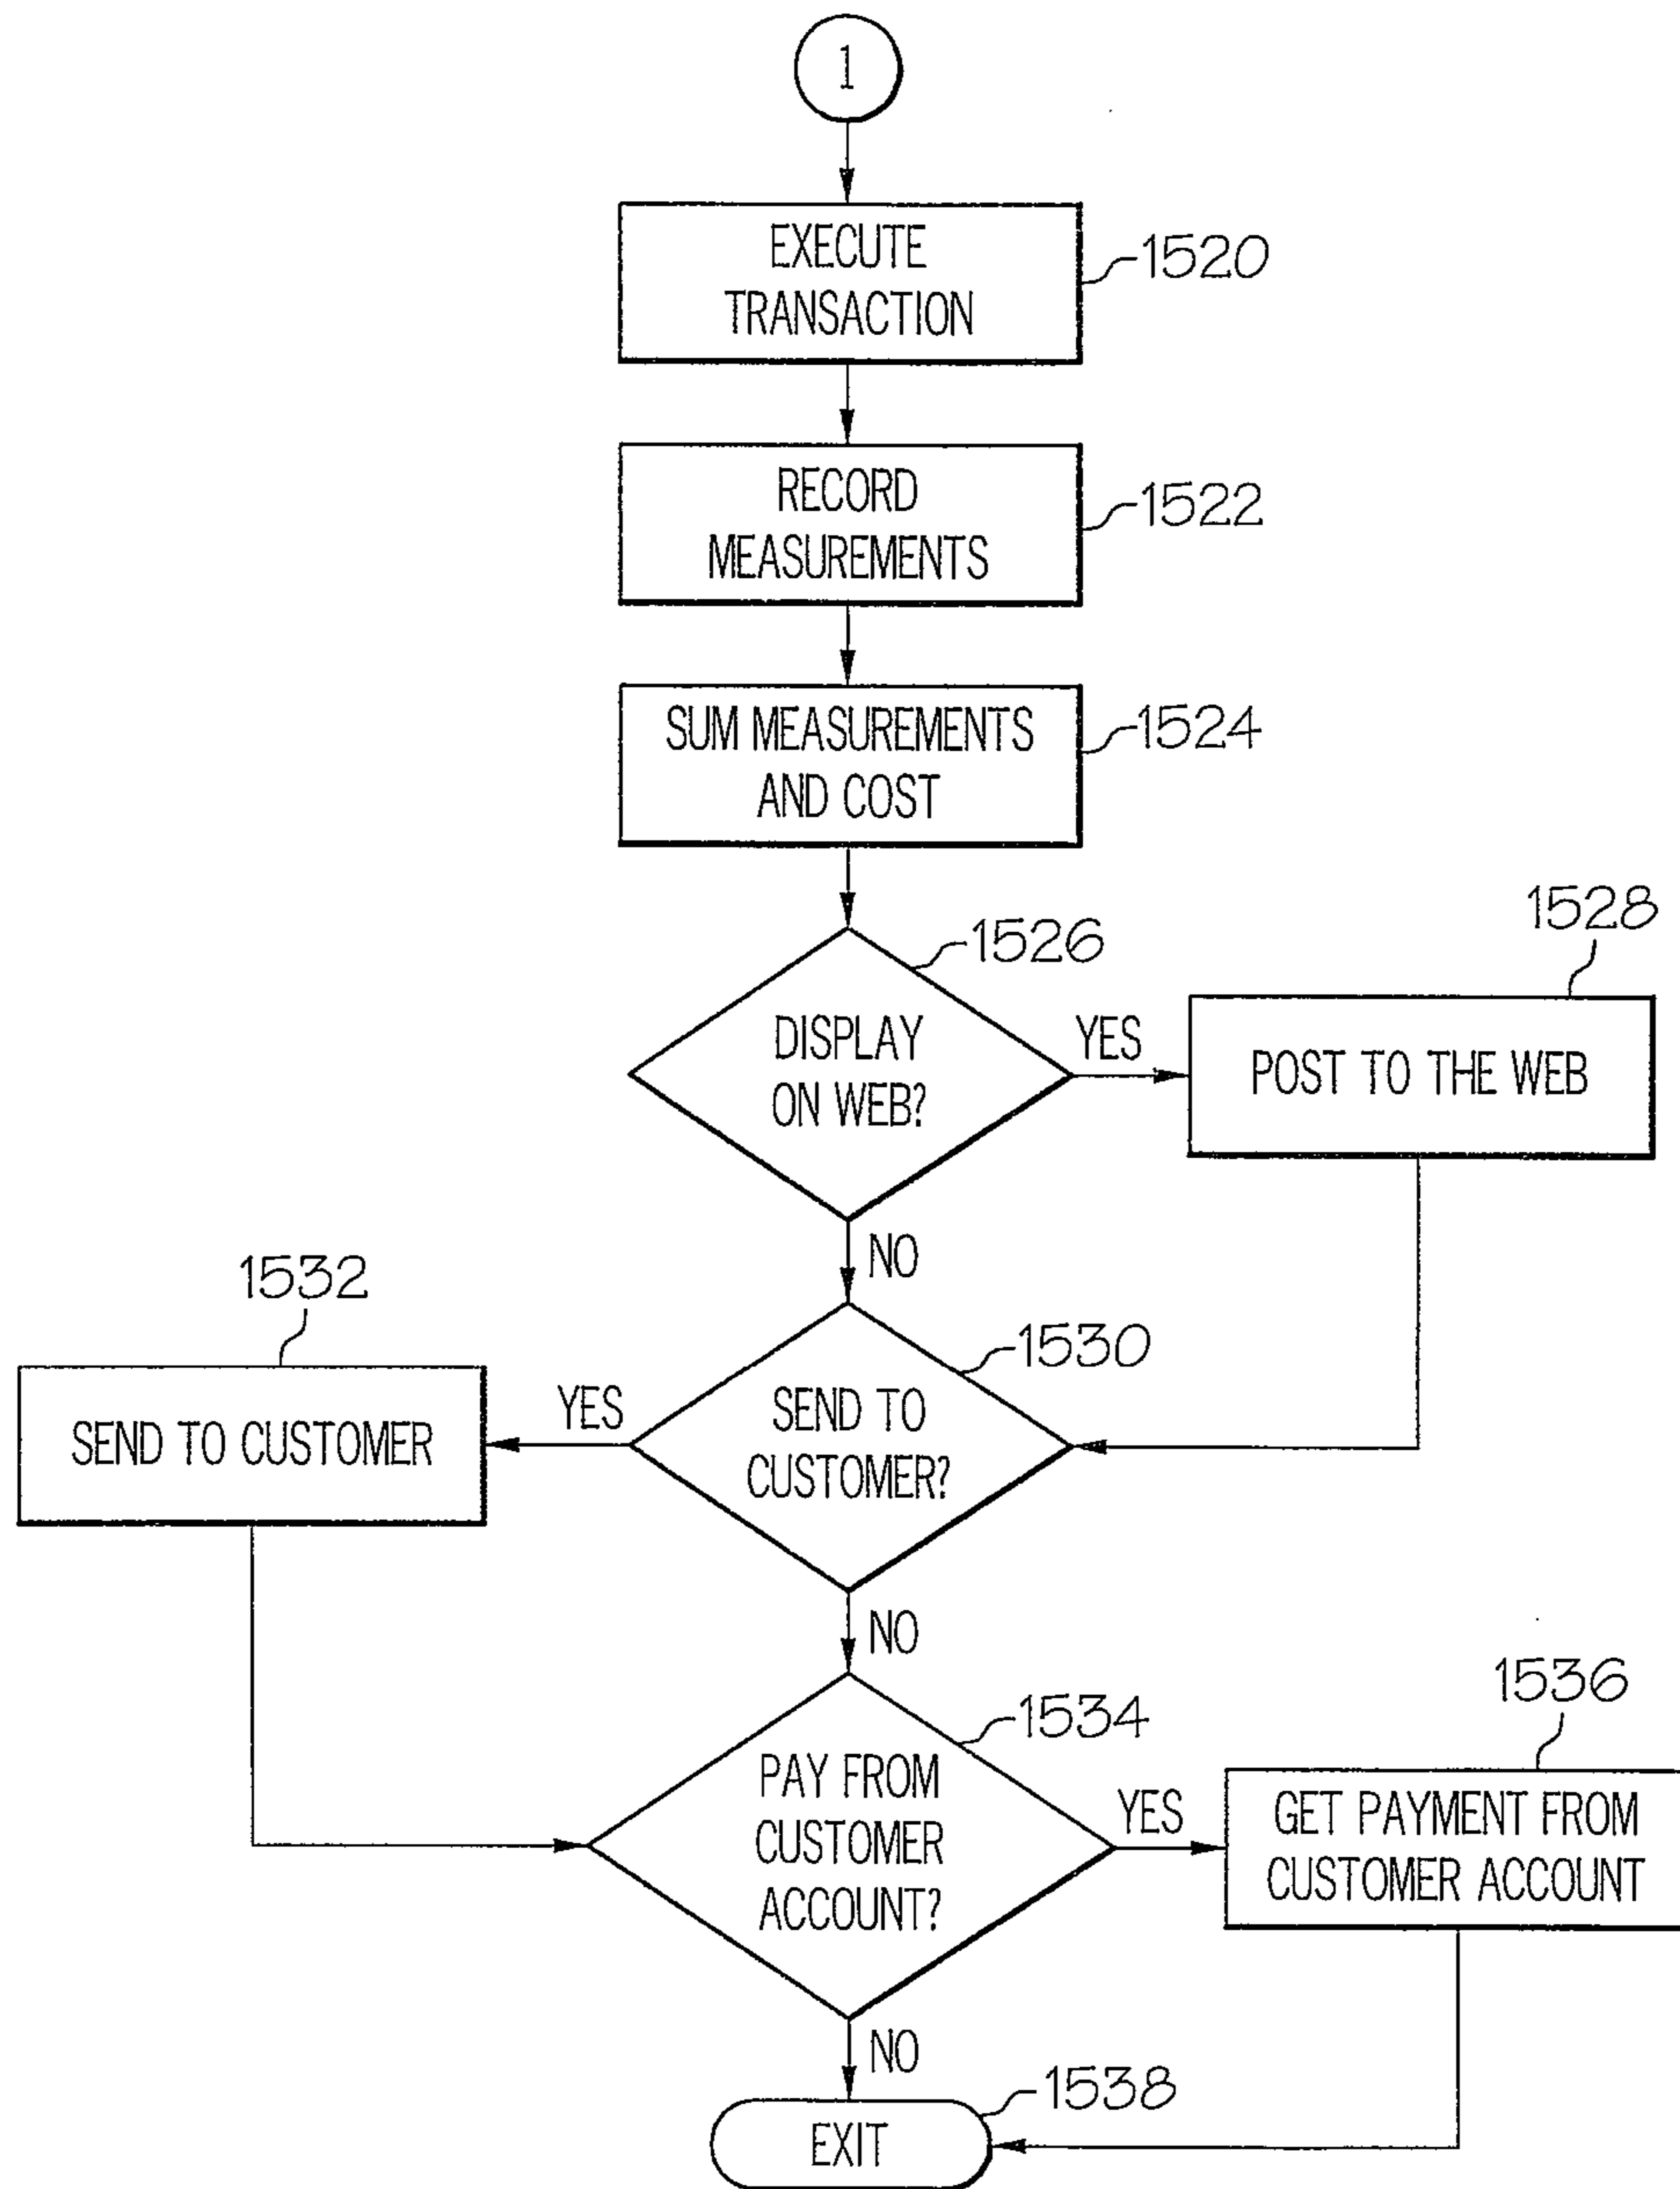 1
EXECUTE
TRANSACTION
1520
RECORD
MEASUREMENTS
1522
SUM MEASUREMENTS
AND COST
1524
1526
DISPLAY
ON WEB?
YES
1528
POST TO THE WEB
NO
1532
SEND TO CUSTOMER
YES
1530
SEND TO
CUSTOMER?
NO
1534
PAY FROM
CUSTOMER
ACCOUNT?
YES
1536
GET PAYMENT FROM
CUSTOMER ACCOUNT
NO
1538
EXIT